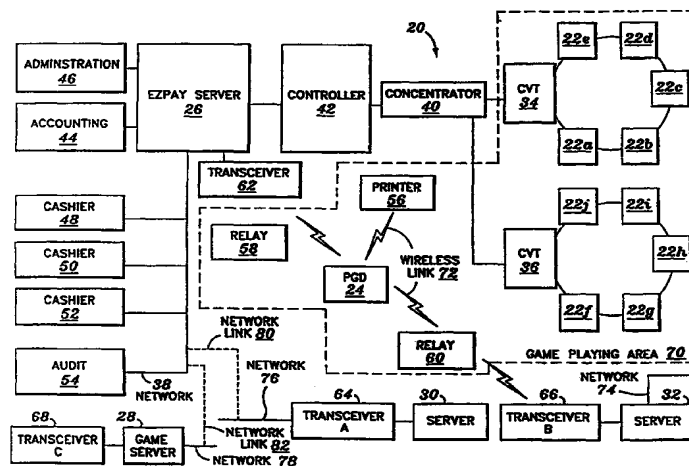 20
ADMINSTRATION
46
ACCOUNTING
44
EZPAY SERVER
26
CONTROLLER
42
CONCENTRATOR
40
CVT
34
22e
22d
22c
22a
22b
TRANSCEIVER
62
PRINTER
56
CASHIER
48
RELAY
58
WIRELESS
LINK 72
PGD
24
CVT
36
22j
22i
22h
22f
22g
CASHIER
50
CASHIER
52
NETWORK
LINK 80
RELAY
60
GAME PLAYING AREA 70
AUDIT
54
38
NETWORK
NETWORK
76
NETWORK
74
68
TRANSCEIVER
C
28
GAME
SERVER
NETWORK
LINK 82
NETWORK 78
64
TRANSCEIVER
A
30
SERVER
66
TRANSCEIVER
B
32
SERVER